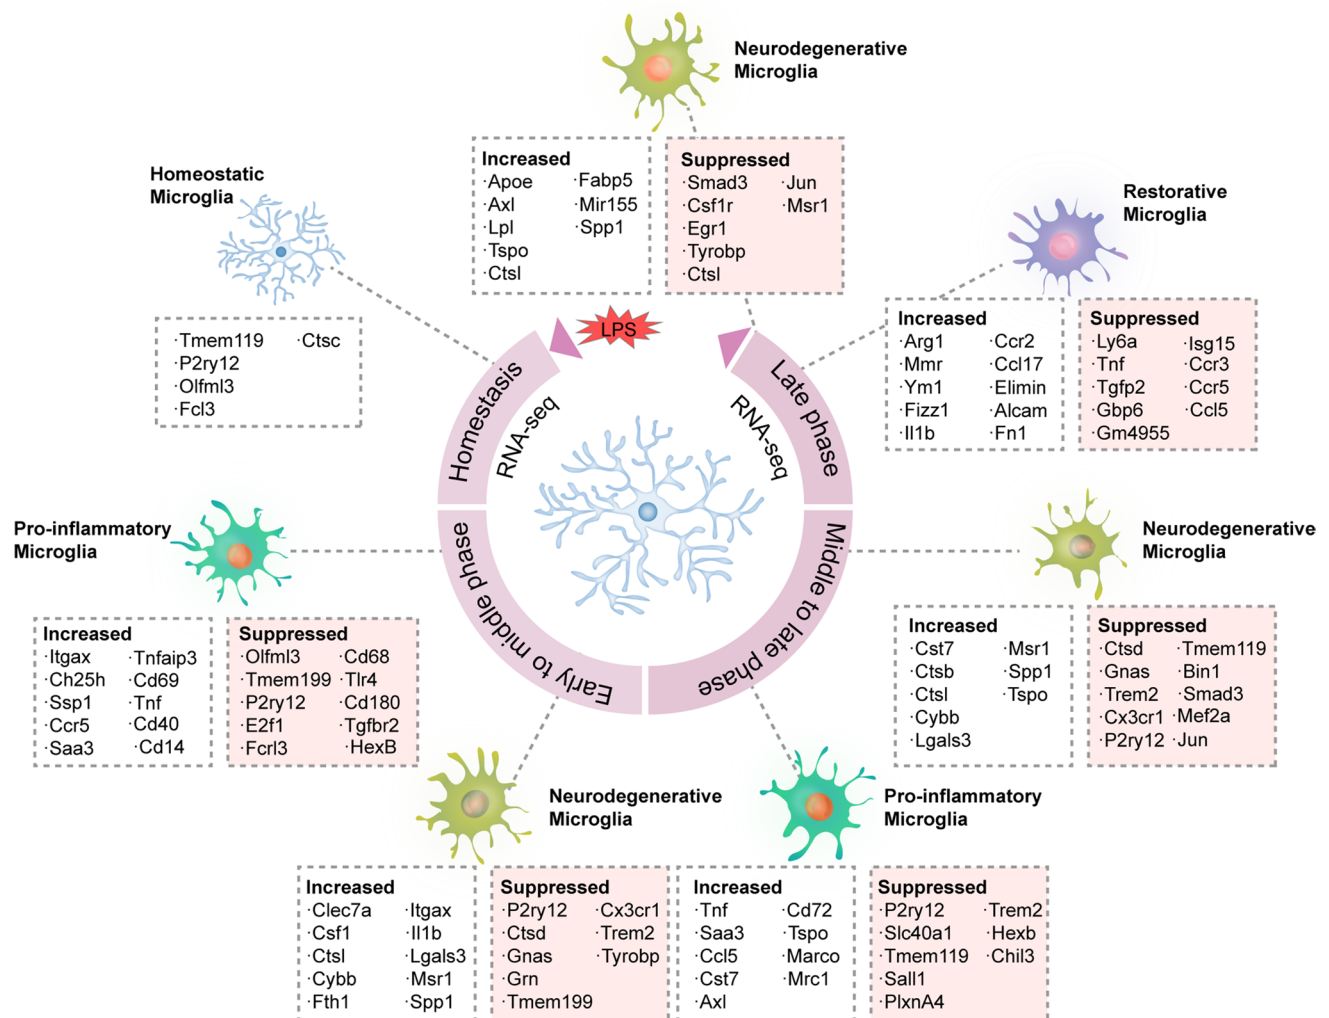 Neurodegenerative
Microglia
Increased
·Apoe ·Fabp5
·Axl ·Mir155
·Lpl ·Spp1
·Tspo
·Ctsl
Suppressed
·Smad3 ·Jun
·Csf1r ·Msr1
·Egr1
·Tyrobp
·Ctsl
Homeostatic
Microglia
·Tmem119 ·Ctsc
·P2ry12
·Olfml3
·Fcl3
Restorative
Microglia
Increased
·Arg1 ·Ccr2
·Mmr ·Ccl17
·Ym1 ·Elimin
·Fizz1 ·Alcam
·Il1b ·Fn1
Suppressed
·Ly6a ·Isg15
·Tnf ·Ccr3
·Tgfp2 ·Ccr5
·Gbp6 ·Ccl5
·Gm4955
LPS
Homestasis
RNA-seq
Late phase
RNA-seq
Early to middle phase
Middle to late phase
Pro-inflammatory
Microglia
Increased
·Itgax ·Tnfaip3
·Ch25h ·Cd69
·Ssp1 ·Tnf
·Ccr5 ·Cd40
·Saa3 ·Cd14
Suppressed
·Olfml3 ·Cd68
·Tmem199 ·Tlr4
·P2ry12 ·Cd180
·E2f1 ·Tgfbr2
·Fcrl3 ·HexB
Neurodegenerative
Microglia
Increased
·Cst7 ·Msr1
·Ctsb ·Spp1
·Ctsl ·Tspo
·Cybb
·Lgals3
Suppressed
·Ctsd ·Tmem119
·Gnas ·Bin1
·Trem2 ·Smad3
·Cx3cr1 ·Mef2a
·P2ry12 ·Jun
Neurodegenerative
Microglia
Increased
·Clec7a ·Itgax
·Csf1 ·Il1b
·Ctsl ·Lgals3
·Cybb ·Msr1
·Fth1 ·Spp1
Suppressed
·P2ry12 ·Cx3cr1
·Ctsd ·Trem2
·Gnas ·Tyrobp
·Grn
·Tmem199
Pro-inflammatory
Microglia
Increased
·Tnf ·Cd72
·Saa3 ·Tspo
·Ccl5 ·Marco
·Cst7 ·Mrc1
·Axl
Suppressed
·P2ry12 ·Trem2
·Slc40a1 ·Hexb
·Tmem119 ·Chil3
·Sall1
·PlxnA4